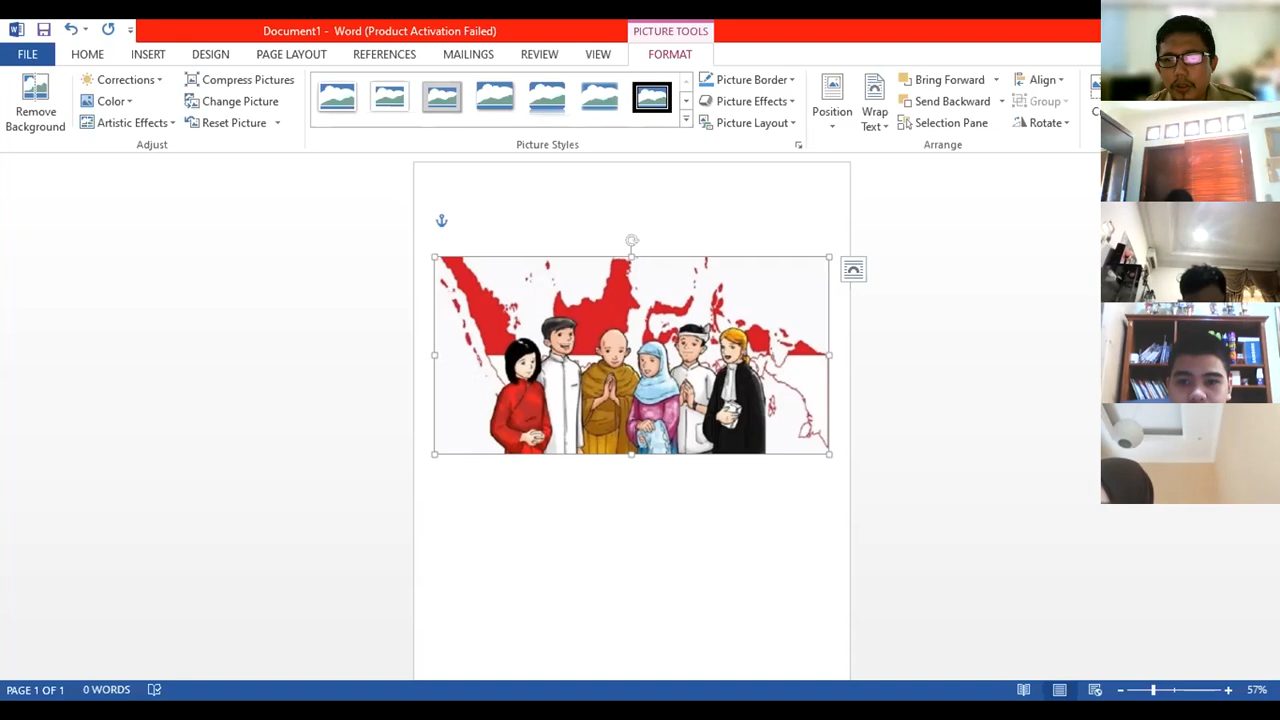 Document1 - Word (Product Activation Failed)
PICTURE TOOLS
FILE
HOME
INSERT
DESIGN
PAGE LAYOUT
REFERENCES
MAILINGS
REVIEW
VIEW
FORMAT
Remove
Background
Corrections
Color
Artistic Effects
Compress Pictures
Change Picture
Reset Picture
Adjust
Picture Styles
Picture Border
Picture Effects
Picture Layout
Position
Wrap
Text
Bring Forward
Send Backward
Selection Pane
Align
Group
Rotate
Arrange
PAGE 1 OF 1
0 WORDS
57%